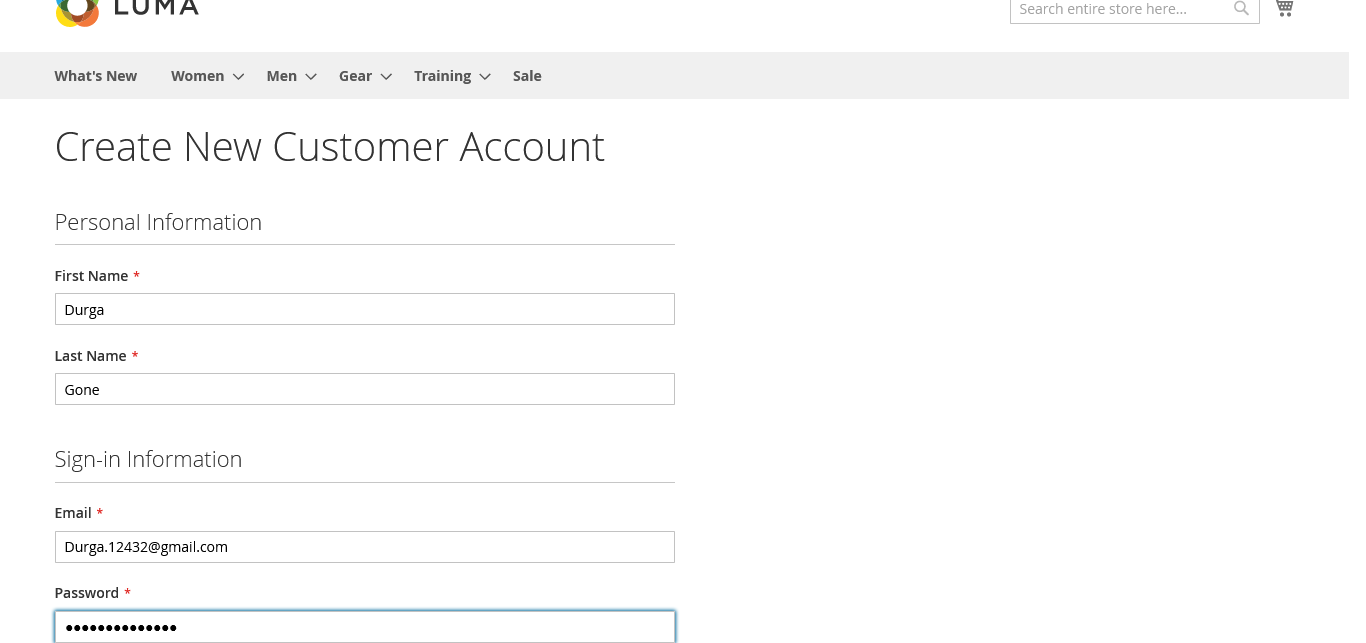 LUMA
Search entire store here...
What's New Women Men Gear Training Sale
Create New Customer Account
Personal Information
First Name *
Durga
Last Name *
Gone
Sign-in Information
Email *
Durga.12432@gmail.com
Password *
••••••••••••••